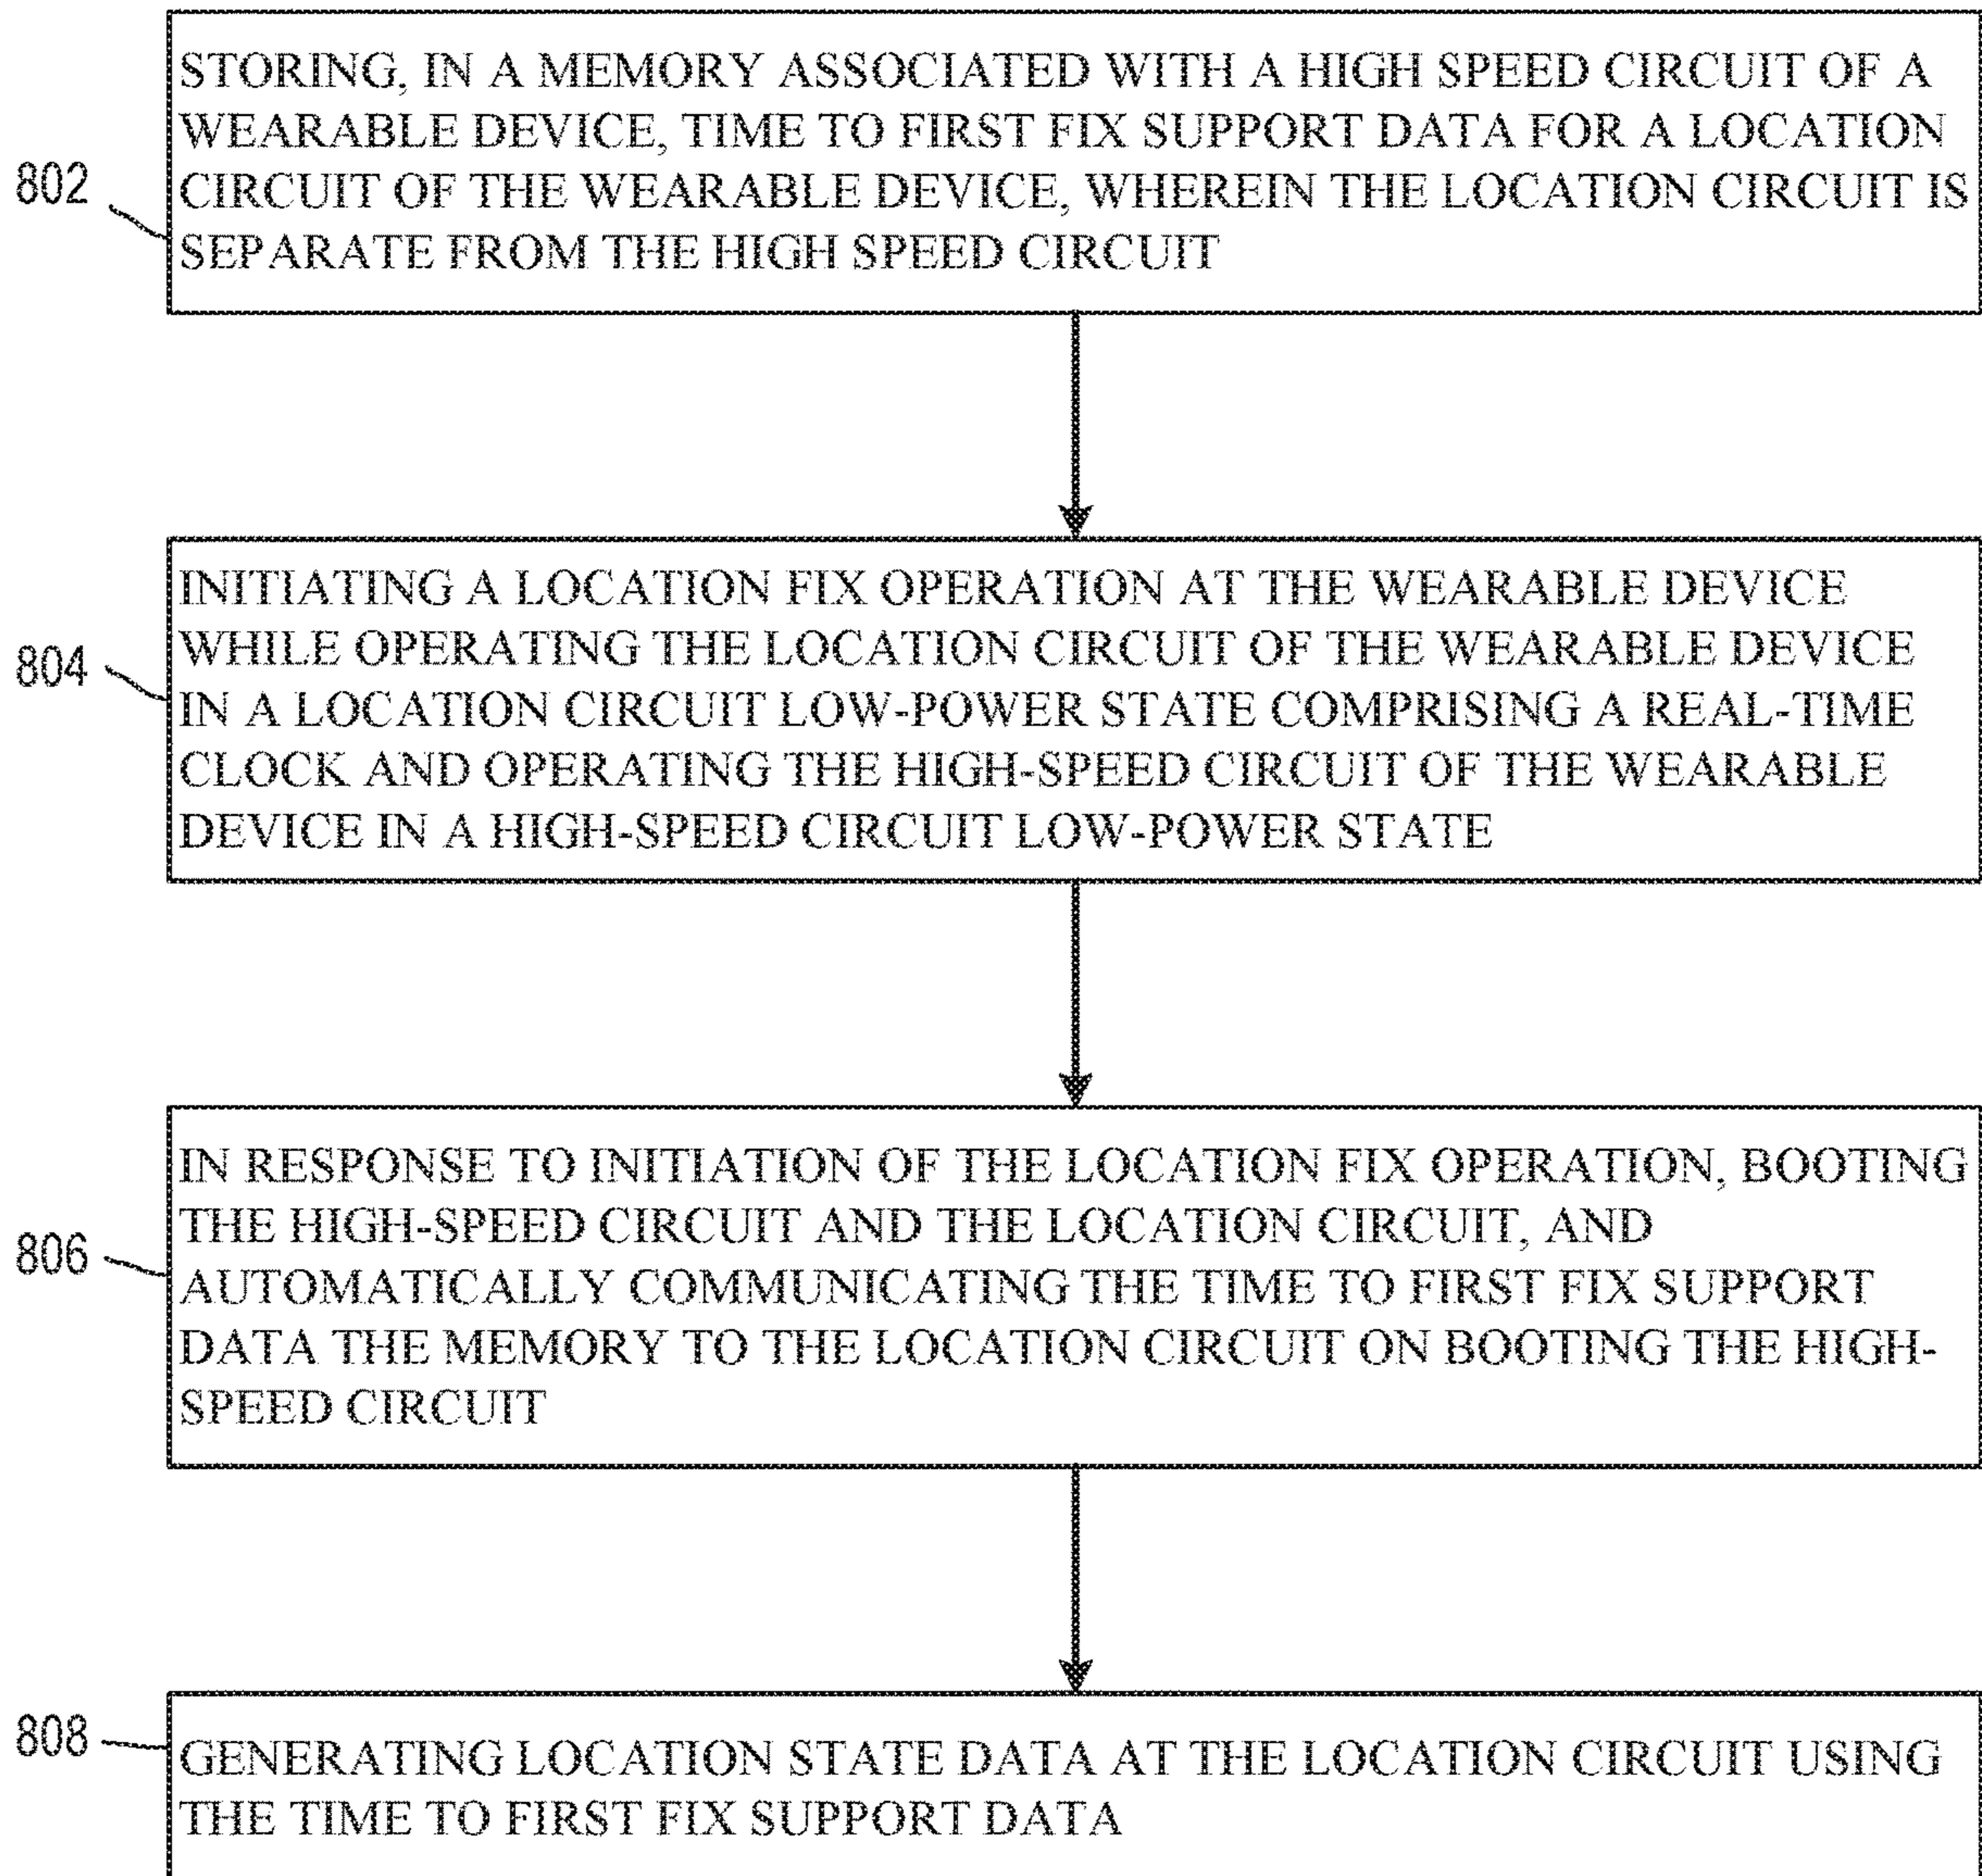 STORING, IN A MEMORY ASSOCIATED WITH A HIGH SPEED CIRCUIT OF A
WEARABLE DEVICE, TIME TO FIRST FIX SUPPORT DATA FOR A LOCATION
CIRCUIT OF THE WEARABLE DEVICE, WHEREIN THE LOCATION CIRCUIT IS
SEPARATE FROM THE HIGH SPEED CIRCUIT
802
INITIATING A LOCATION FIX OPERATION AT THE WEARABLE DEVICE
WHILE OPERATING THE LOCATION CIRCUIT OF THE WEARABLE DEVICE
IN A LOCATION CIRCUIT LOW-POWER STATE COMPRISING A REAL-TIME
CLOCK AND OPERATING THE HIGH-SPEED CIRCUIT OF THE WEARABLE
DEVICE IN A HIGH-SPEED CIRCUIT LOW-POWER STATE
804
IN RESPONSE TO INITIATION OF THE LOCATION FIX OPERATION, BOOTING
THE HIGH-SPEED CIRCUIT AND THE LOCATION CIRCUIT, AND
AUTOMATICALLY COMMUNICATING THE TIME TO FIRST FIX SUPPORT
DATA THE MEMORY TO THE LOCATION CIRCUIT ON BOOTING THE HIGH-
SPEED CIRCUIT
806
GENERATING LOCATION STATE DATA AT THE LOCATION CIRCUIT USING
THE TIME TO FIRST FIX SUPPORT DATA
808